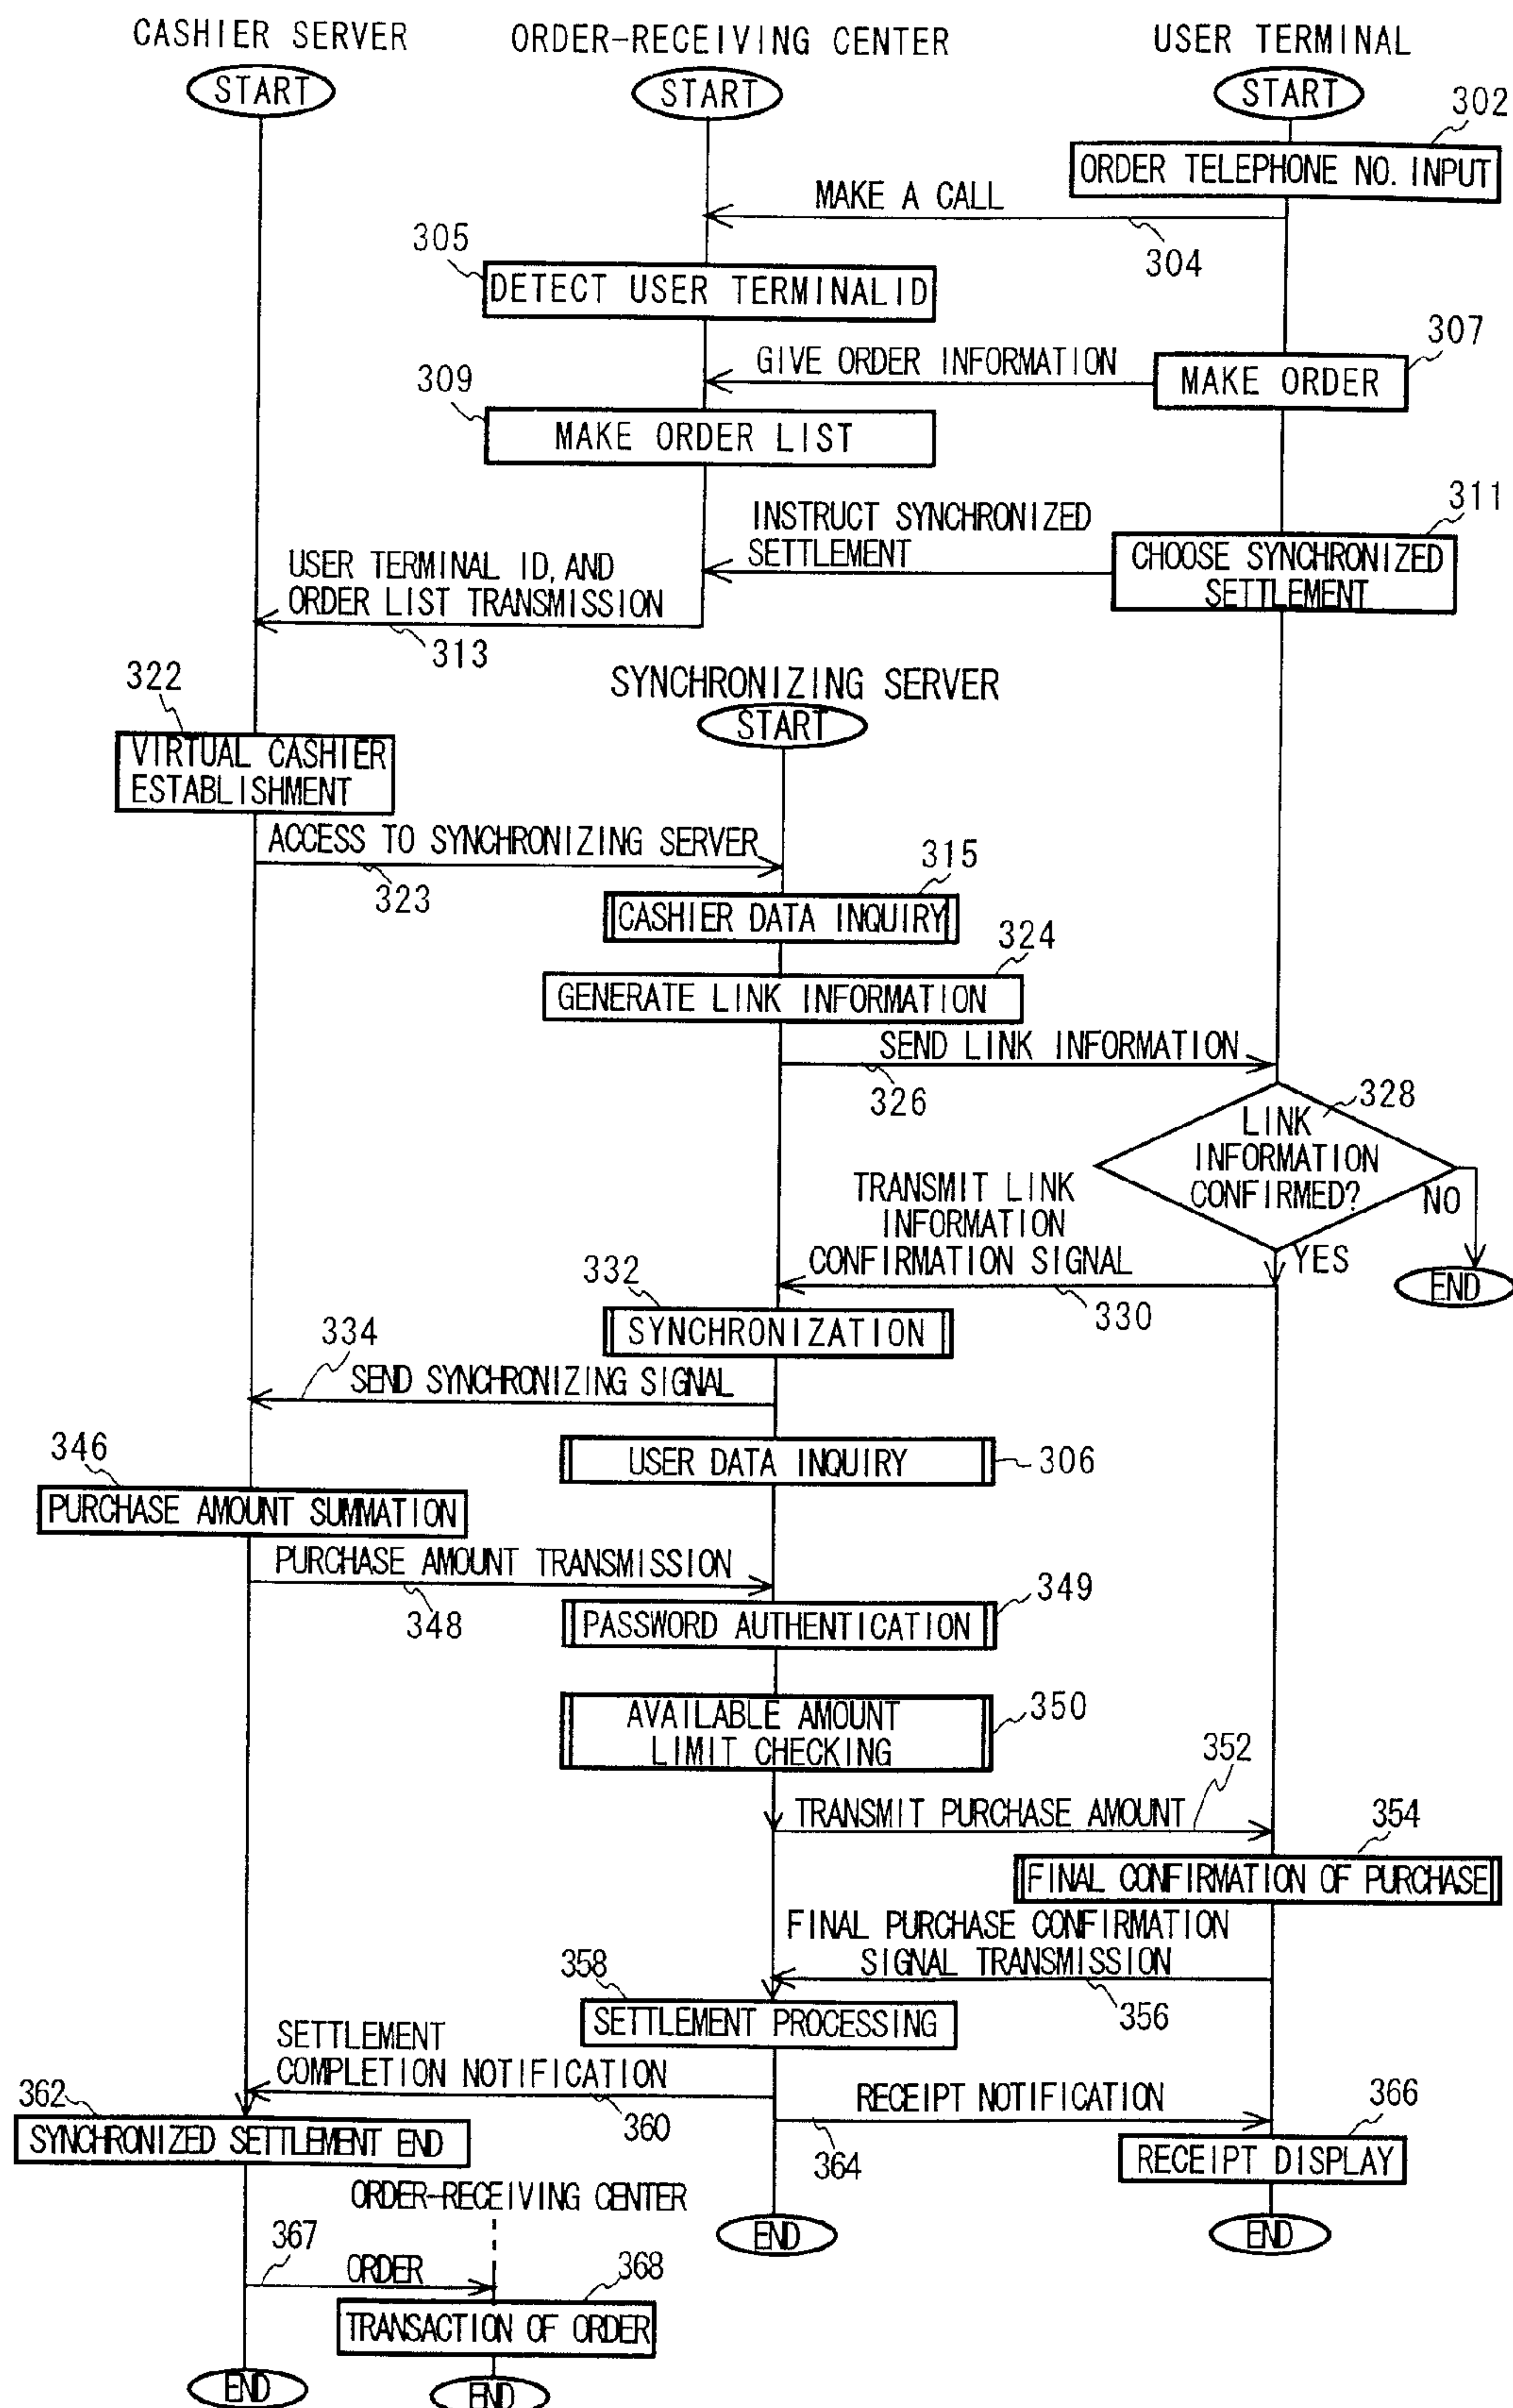 CASHIER SERVER
ORDER-RECEIVING CENTER
USER TERMINAL
START
START
START
302
ORDER TELEPHONE NO. INPUT
MAKE A CALL
304
305
DETECT USER TERMINALID
307
GIVE ORDER INFORMATION
MAKE ORDER
309
MAKE ORDER LIST
311
INSTRUCT SYNCHRONIZED
SETTLEMENT
CHOOSE SYNCHRONIZED
SETTLEMENT
USER TERMINAL ID, AND
ORDER LIST TRANSMISSION
313
SYNCHRONIZING SERVER
START
322
VIRTUAL CASHIER
ESTABLISHMENT
ACCESS TO SYNCHRONIZING SERVER
323
315
CASHIER DATA INQUIRY
324
GENERATE LINK INFORMATION
SEND LINK INFORMATION
326
328
LINK
INFORMATION
CONFIRMED?
NO
YES
END
TRANSMIT LINK
INFORMATION
CONFIRMATION SIGNAL
330
332
SYNCHRONIZATION
334
SEND SYNCHRONIZING SIGNAL
USER DATA INQUIRY
306
346
PURCHASE AMOUNT SUMMATION
PURCHASE AMOUNT TRANSMISSION
348
349
PASSWORD AUTHENTICATION
AVAILABLE AMOUNT
LIMIT CHECKING
350
352
TRANSMIT PURCHASE AMOUNT
354
FINAL CONFIRMATION OF PURCHASE
FINAL PURCHASE CONFIRMATION
SIGNAL TRANSMISSION
356
358
SETTLEMENT PROCESSING
SETTLEMENT
COMPLETION NOTIFICATION
360
RECEIPT NOTIFICATION
364
362
SYNCHRONIZED SETTLEMENT END
366
RECEIPT DISPLAY
ORDER-RECEIVING CENTER
END
END
367
ORDER
368
TRANSACTION OF ORDER
END
END